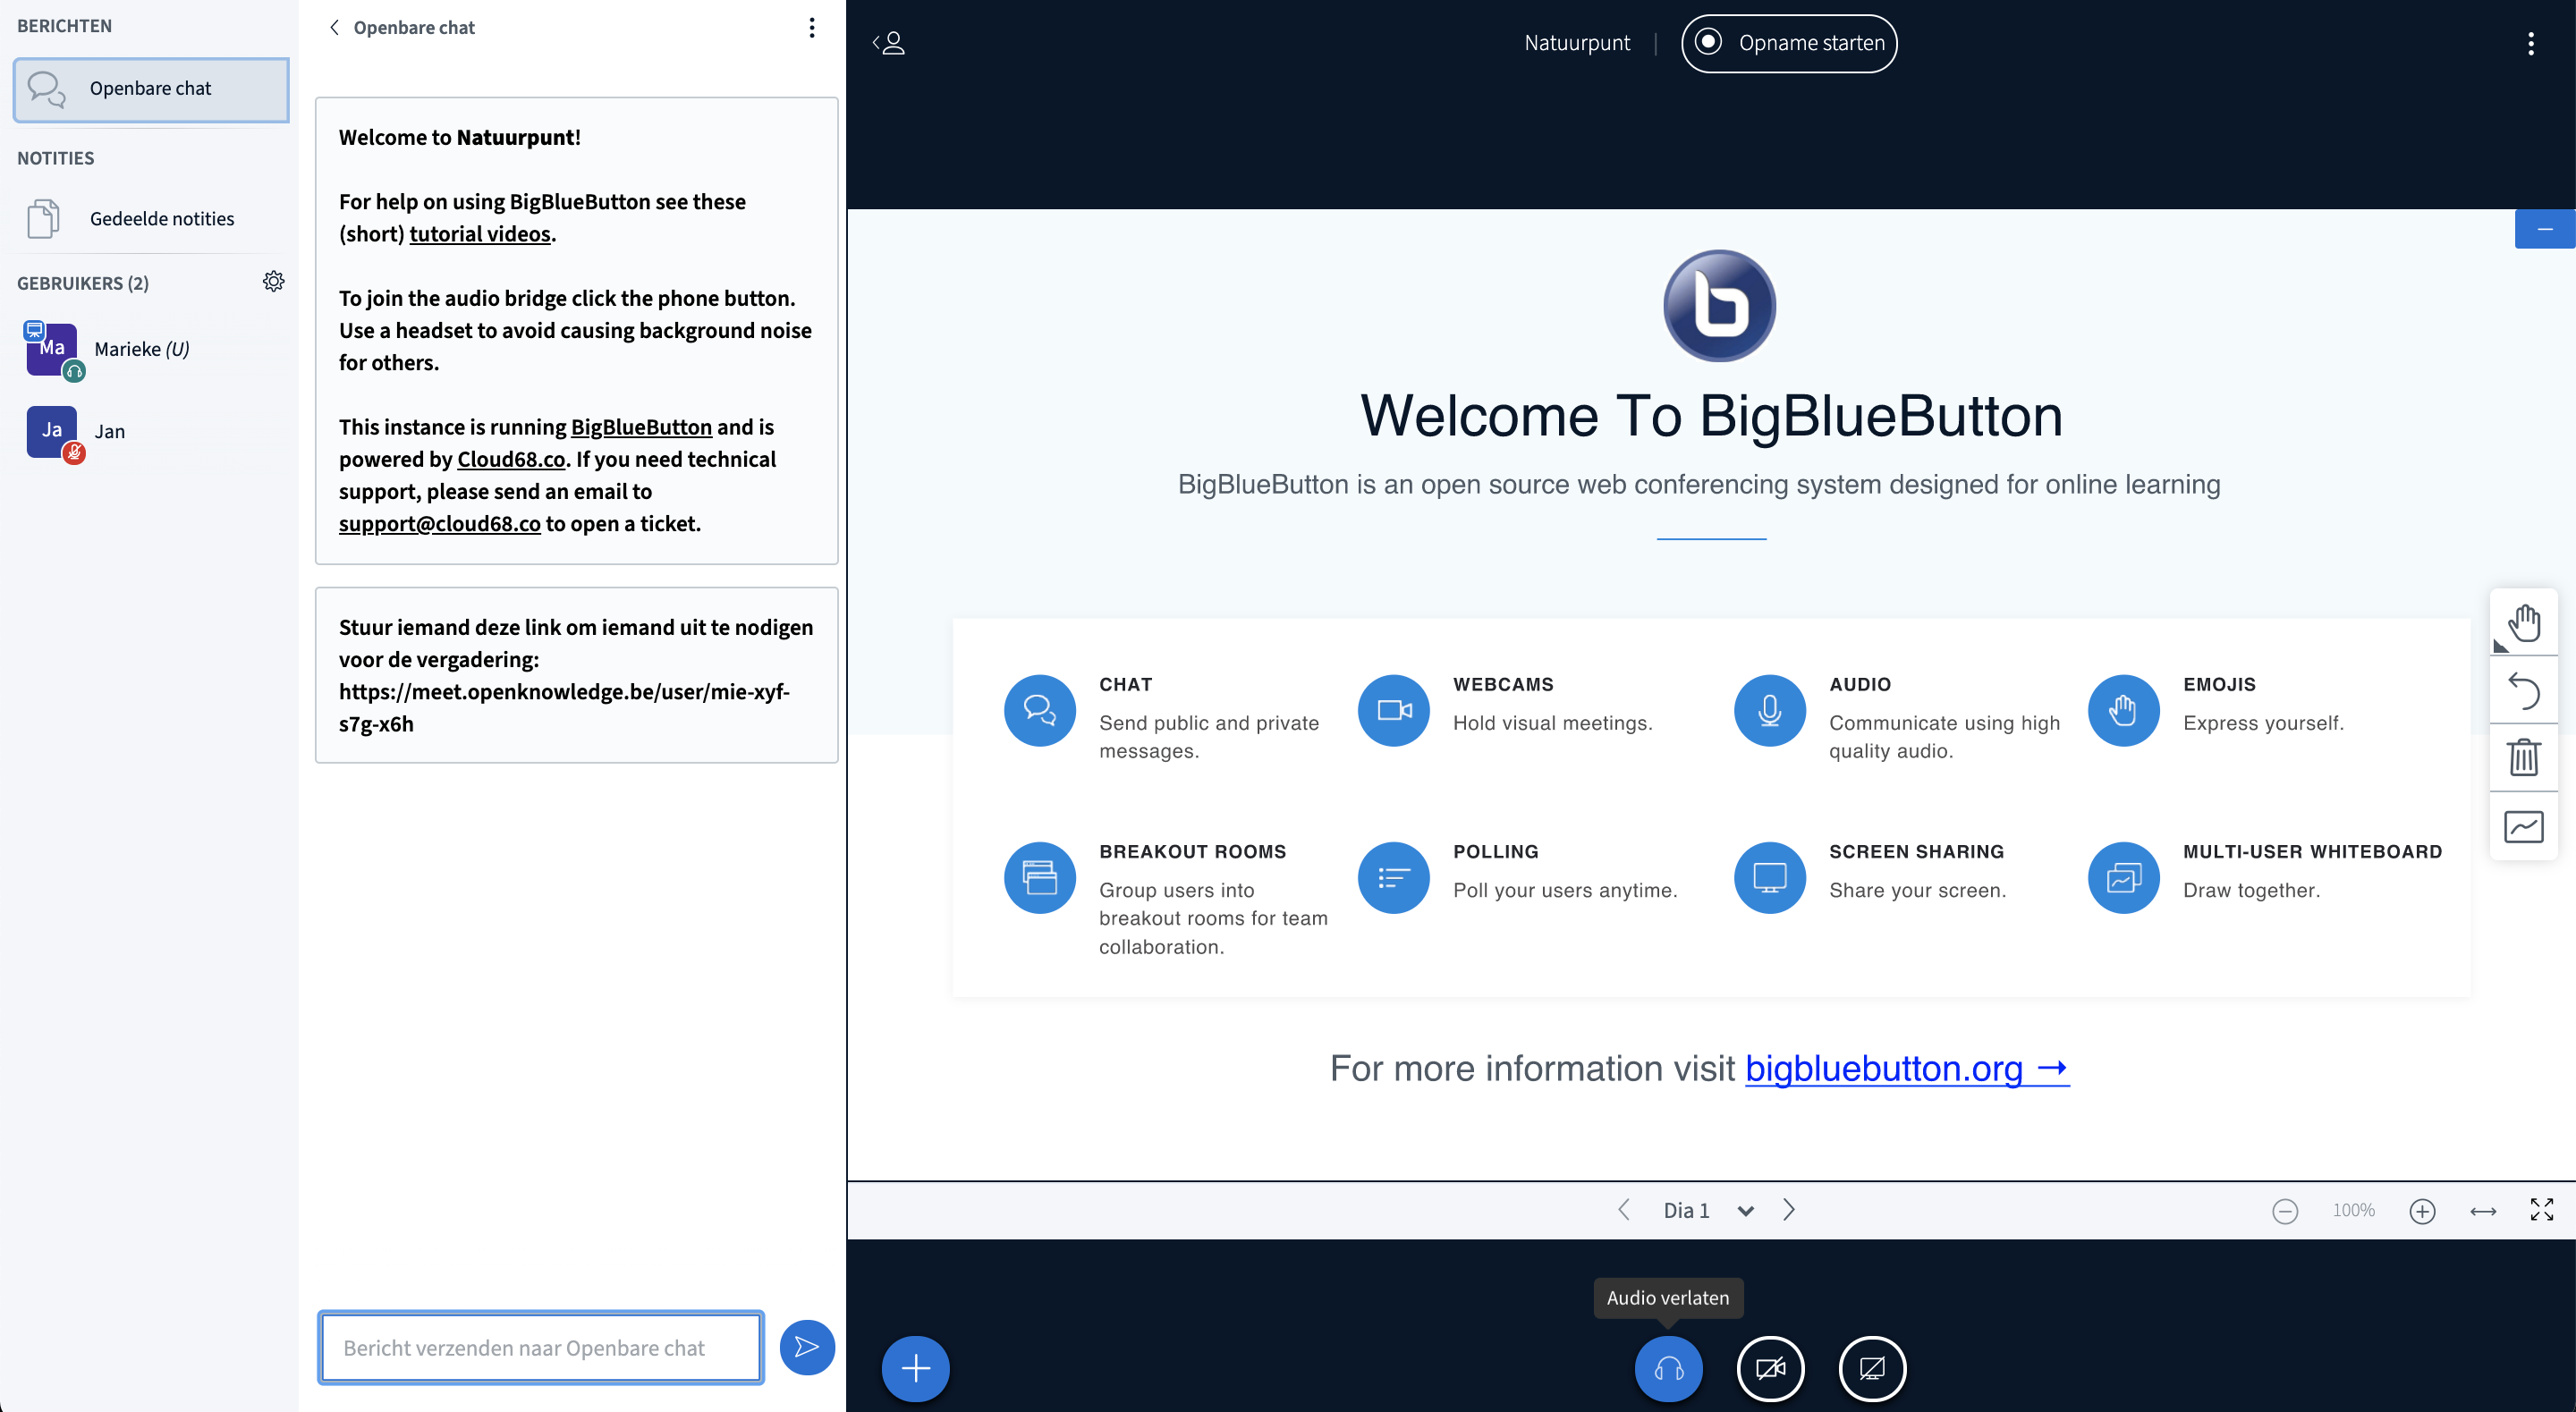 BERICHTEN
Openbare chat
NOTITIES
Gedeelde notities
GEBRUIKERS (2)
Ma
Marieke (U)
Ja
Jan
Openbare chat
Welcome to Natuurpunt!
For help on using BigBlueButton see these
(short) tutorial videos.
To join the audio bridge click the phone button.
Use a headset to avoid causing background noise
for others.
This instance is running BigBlueButton and is
powered by Cloud68.co. If you need technical
support, please send an email to
support@cloud68.co to open a ticket.
Stuur iemand deze link om iemand uit te nodigen
voor de vergadering:
https://meet.openknowledge.be/user/mie-xyf-
s7g-x6h
Bericht verzenden naar Openbare chat
Natuurpunt
Opname starten
b
Welcome To BigBlueButton
BigBlueButton is an open source web conferencing system designed for online learning
CHAT
Send public and private
messages.
WEBCAMS
Hold visual meetings.
AUDIO
Communicate using high
quality audio.
EMOJIS
Express yourself.
BREAKOUT ROOMS
Group users into
breakout rooms for team
collaboration.
POLLING
Poll your users anytime.
SCREEN SHARING
Share your screen.
MULTI-USER WHITEBOARD
Draw together.
For more information visit bigbluebutton.org →
Dia 1
100%
Audio verlaten